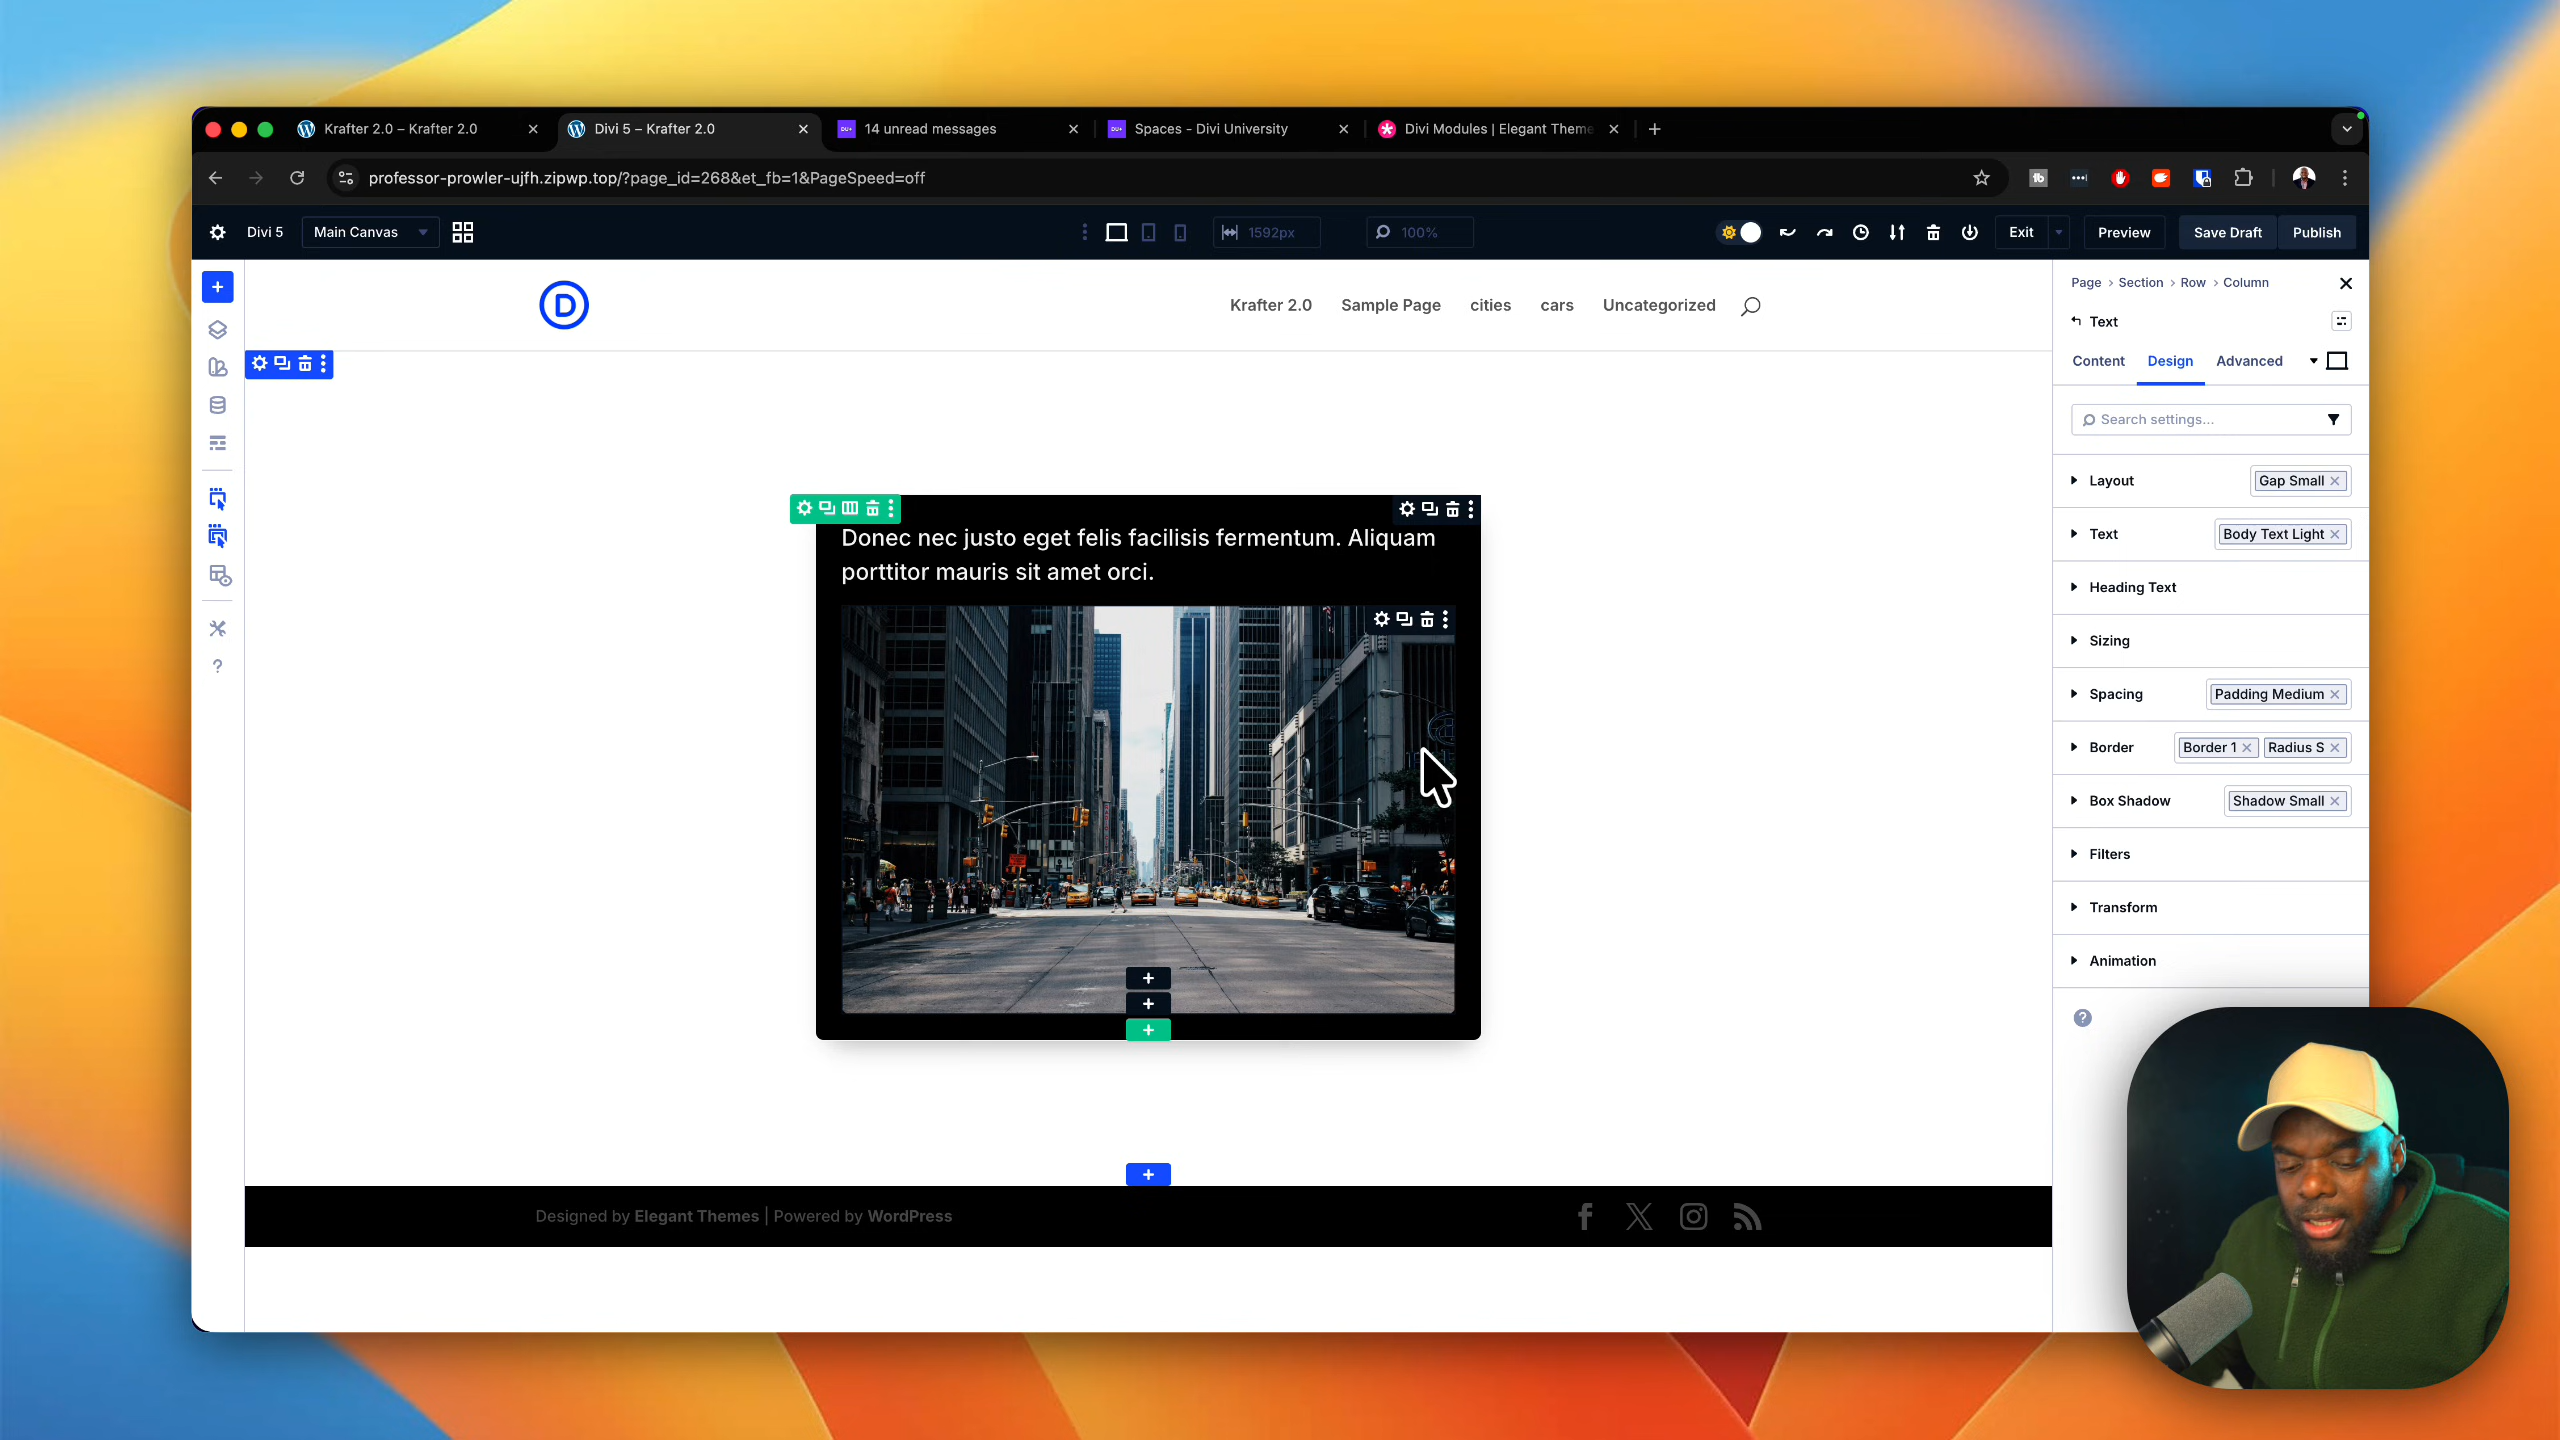 Krafter 2.0 – Krafter 2.0
Divi 5 – Krafter 2.0
14 unread messages
Spaces - Divi University
Divi Modules | Elegant Theme
professor-prowler-ujfh.zipwp.top/?page_id=268&et_fb=1&PageSpeed=off
Divi 5
Main Canvas
1592px
100%
Exit
Preview
Save Draft
Publish
Krafter 2.0
Sample Page
cities
cars
Uncategorized
Page > Section > Row > Column
Text
Content
Design
Advanced
Search settings...
Layout
Gap Small
Text
Body Text Light
Heading Text
Sizing
Spacing
Padding Medium
Border
Border 1
Radius S
Box Shadow
Shadow Small
Filters
Transform
Animation
Donec nec justo eget felis facilisis fermentum. Aliquam
porttitor mauris sit amet orci.
Designed by Elegant Themes | Powered by WordPress